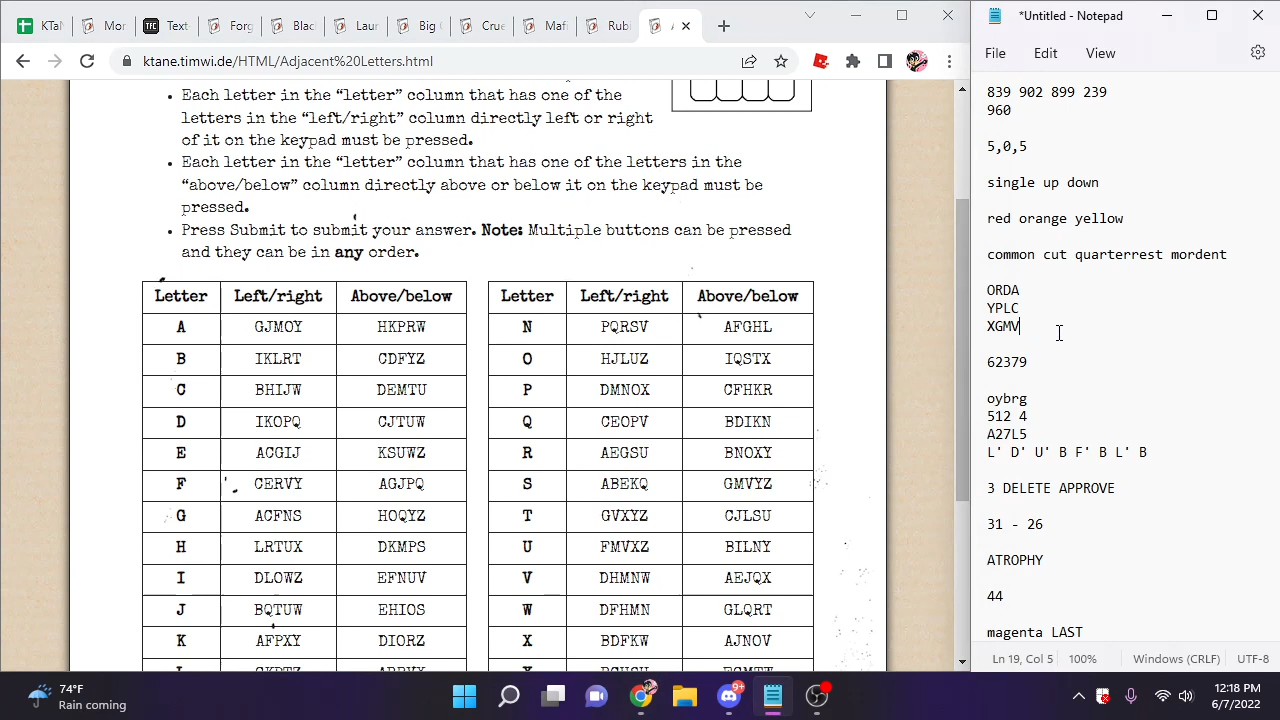 KTa
Mor
TFC
Text
Forg
Bac
Laur
Big
Crue
Maf
Rubi
A
ktane.timwi.de/HTML/Adjacent%20Letters.html
Each letter in the “letter” column that has one of the
letters in the “left/right” column directly left or right
of it on the keypad must be pressed.
Each letter in the “letter” column that has one of the letters in the
“above/below” column directly above or below it on the keypad must be
pressed.
Press Submit to submit your answer. Note: Multiple buttons can be pressed
and they can be in any order.
Letter Left/right Above/below
A GJMOY HKPRW
B IKLRT CDFYZ
C BHIJW DEMTU
D IKOPQ CJTUW
E ACGIJ KSUWZ
F CERVY AGJPQ
G ACFNS HOQYZ
H LRTUX DKMPS
I DLOWZ EFNUV
J BQTUW EHIOS
K AFPXY DIORZ
Letter Left/right Above/below
N PQRSV AFGHL
O HJLUZ IQSTX
P DMNOX CFHKR
Q CEOPV BDIKN
R AEGSU BNOXY
S ABEKQ GMVYZ
T GVXYZ CJLSU
U FMVXZ BILNY
V DHMNW AEJQX
W DFHMN GLQRT
X BDFKW AJNOV
*Untitled - Notepad
File Edit View
839 902 899 239
960
5,0,5
single up down
red orange yellow
common cut quarterrest mordent
ORDA
YPLC
XGMV
62379
oybrg
512 4
A27L5
L' D' U' B F' B L' B
3 DELETE APPROVE
31 - 26
ATROPHY
44
magenta LAST
Ln 19, Col 5 100% Windows (CRLF) UTF-8
74°F
Rain coming
9+
12:18 PM
6/7/2022